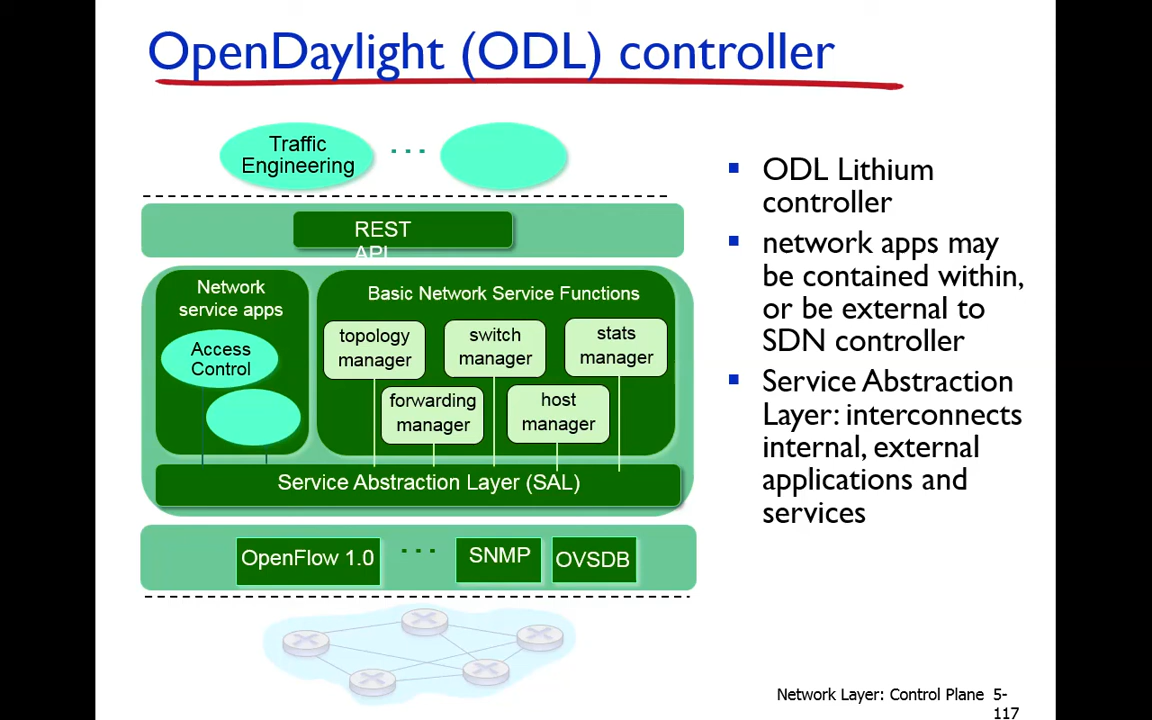 OpenDaylight (ODL) controller
Traffic
Engineering
...
REST
API
Network
service apps
Access
Control
Basic Network Service Functions
topology
manager
switch
manager
stats
manager
forwarding
manager
host
manager
Service Abstraction Layer (SAL)
OpenFlow 1.0
...
SNMP
OVSDB
▪ ODL Lithium
controller
▪ network apps may
be contained within,
or be external to
SDN controller
▪ Service Abstraction
Layer: interconnects
internal, external
applications and
services
Network Layer: Control Plane 5-
117